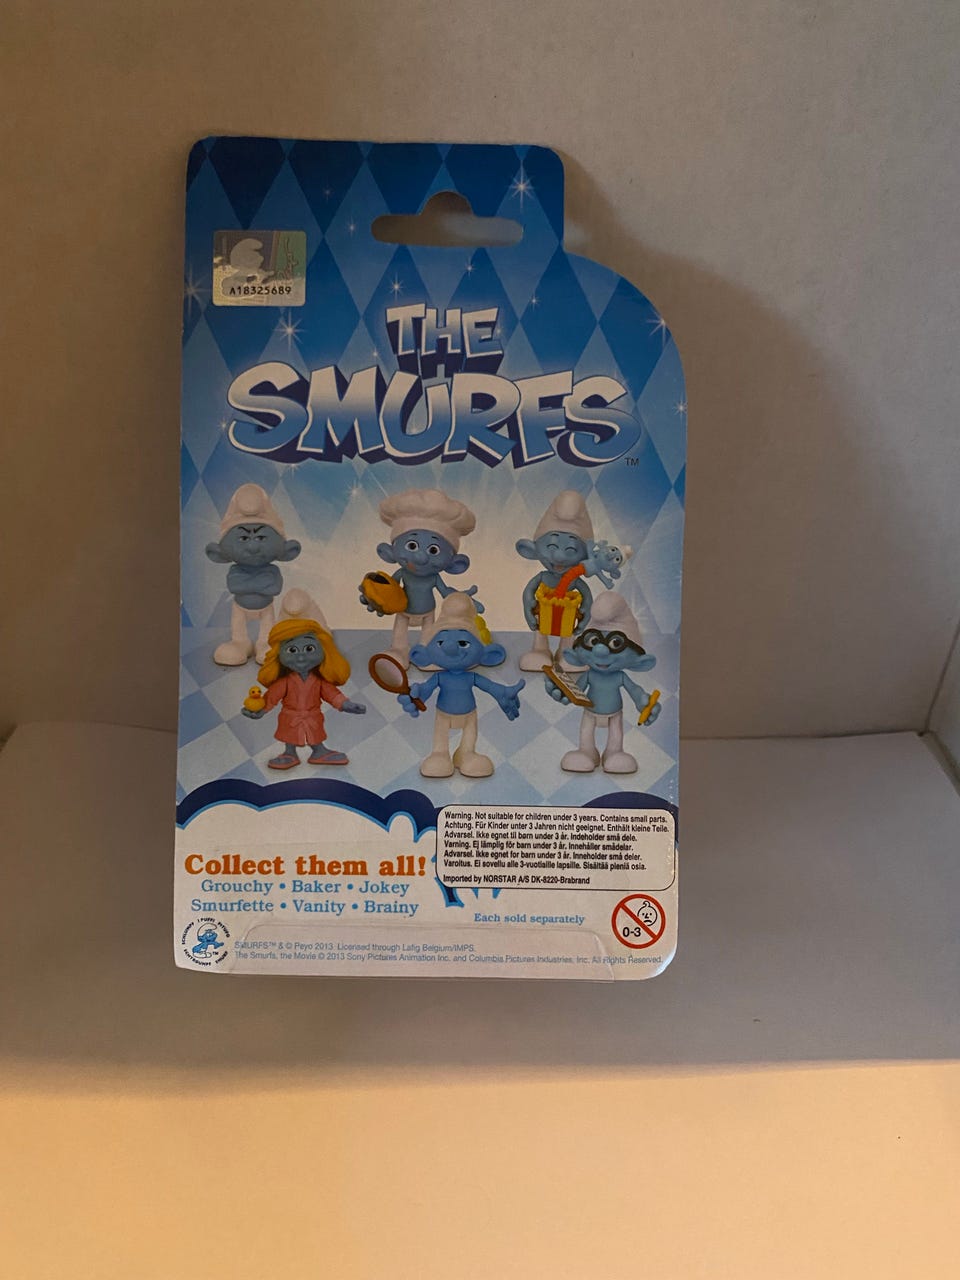 A18325689
THE
SMURFS
TM
Warning. Not suitable for children under 3 years. Contains small parts.
Achtung. Für Kinder unter 3 Jahren nicht geeignet. Enthält kleine Teile.
Advarsel. Ikke egnet til børn under 3 år. Indeholder små dele.
Varning. Ej lämplig för barn under 3 år. Innehåller smådelar.
Advarsel. Ikke egnet for barn under 3 år. Inneholder små deler.
Varoitus. Ei sovellu alle 3-vuotiaille lapsille. Sisältää pieniä osia.
Imported by NORSTAR A/S DK-8220-Brabrand
Collect them all!
Grouchy • Baker • Jokey
Smurfette • Vanity • Brainy
Each sold separately
0-3
SMURFS™ & © Peyo 2013 Licensed through Lafig Belgium/IMPS.
The Smurfs, the Movie © 2013 Sony Pictures Animation Inc. and Columbia Pictures Industries, Inc. All Rights Reserved.